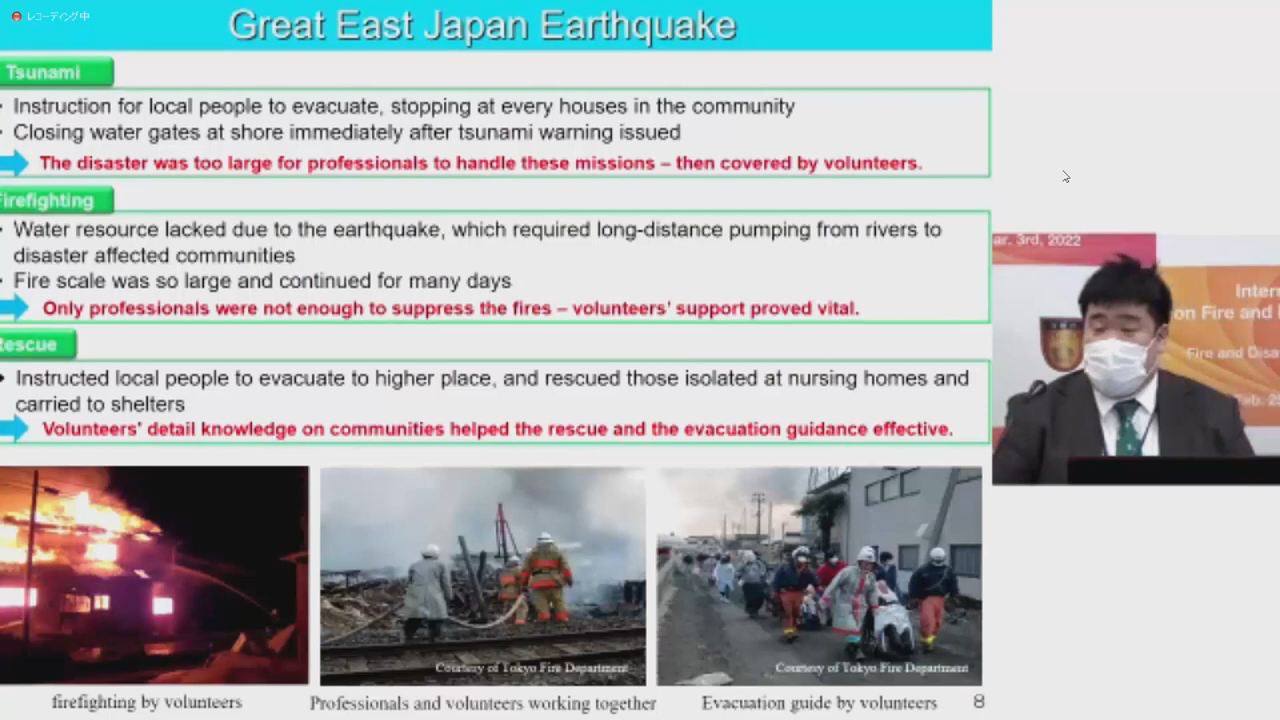 レコーディング中
Great East Japan Earthquake
Tsunami
Instruction for local people to evacuate, stopping at every houses in the community
Closing water gates at shore immediately after tsunami warning issued
The disaster was too large for professionals to handle these missions – then covered by volunteers.
Firefighting
Water resource lacked due to the earthquake, which required long-distance pumping from rivers to
disaster affected communities
Fire scale was so large and continued for many days
Only professionals were not enough to suppress the fires – volunteers' support proved vital.
Rescue
Instructed local people to evacuate to higher place, and rescued those isolated at nursing homes and
carried to shelters
Volunteers' detail knowledge on communities helped the rescue and the evacuation guidance effective.
Courtesy of Tokyo Fire Department
Courtesy of Tokyo Fire Department
firefighting by volunteers
Professionals and volunteers working together
Evacuation guide by volunteers
8
ar. 3rd, 2022
Intern
on Fire and
Fire and Disa
Feb. 25